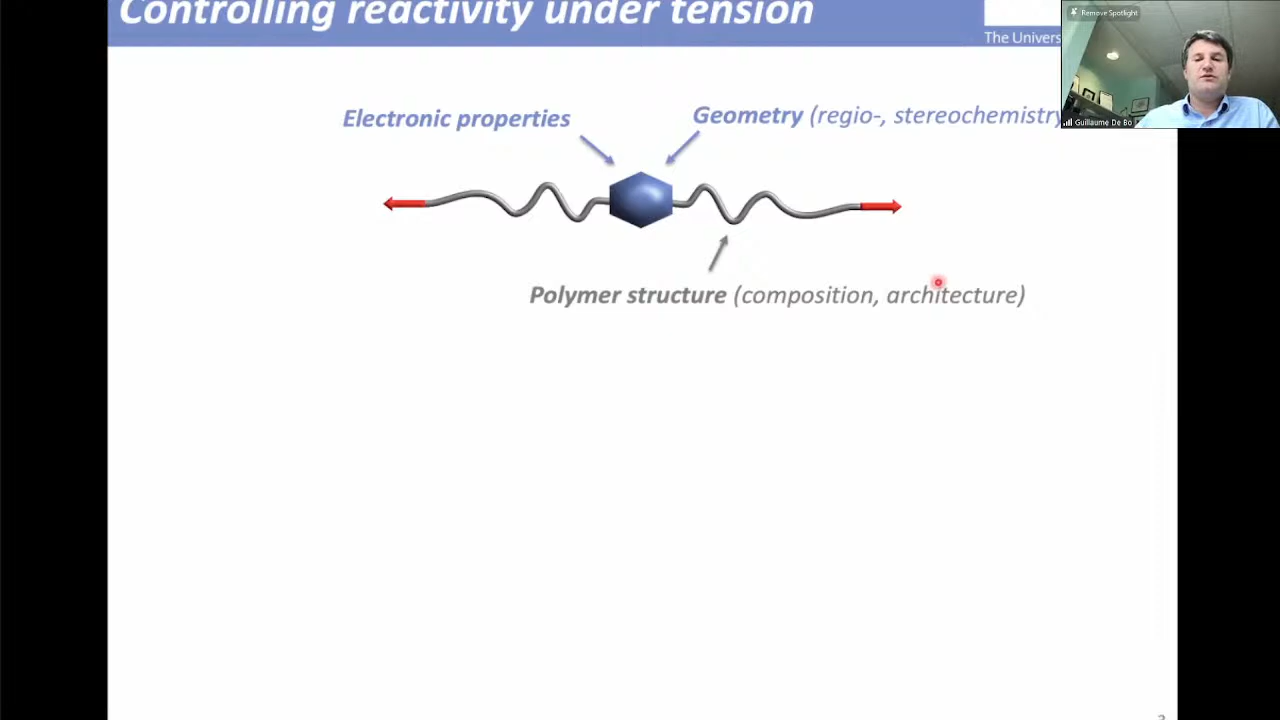 Controlling reactivity under tension
The Univers
Remove Spotlight
Guillaume De Bo
Electronic properties
Geometry (regio-, stereochemistry
Polymer structure (composition, architecture)